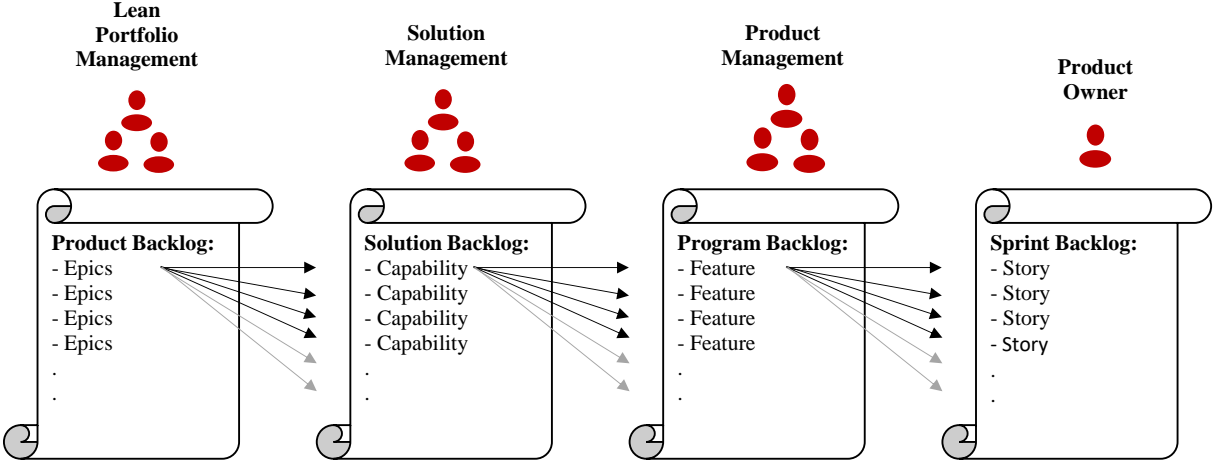 Lean
Portfolio
Management
Solution
Management
Product
Management
Product
Owner
Product Backlog:
- Epics
- Epics
- Epics
- Epics
.
.
Solution Backlog:
- Capability
- Capability
- Capability
- Capability
.
.
Program Backlog:
- Feature
- Feature
- Feature
- Feature
.
.
Sprint Backlog:
- Story
- Story
- Story
- Story
.
.